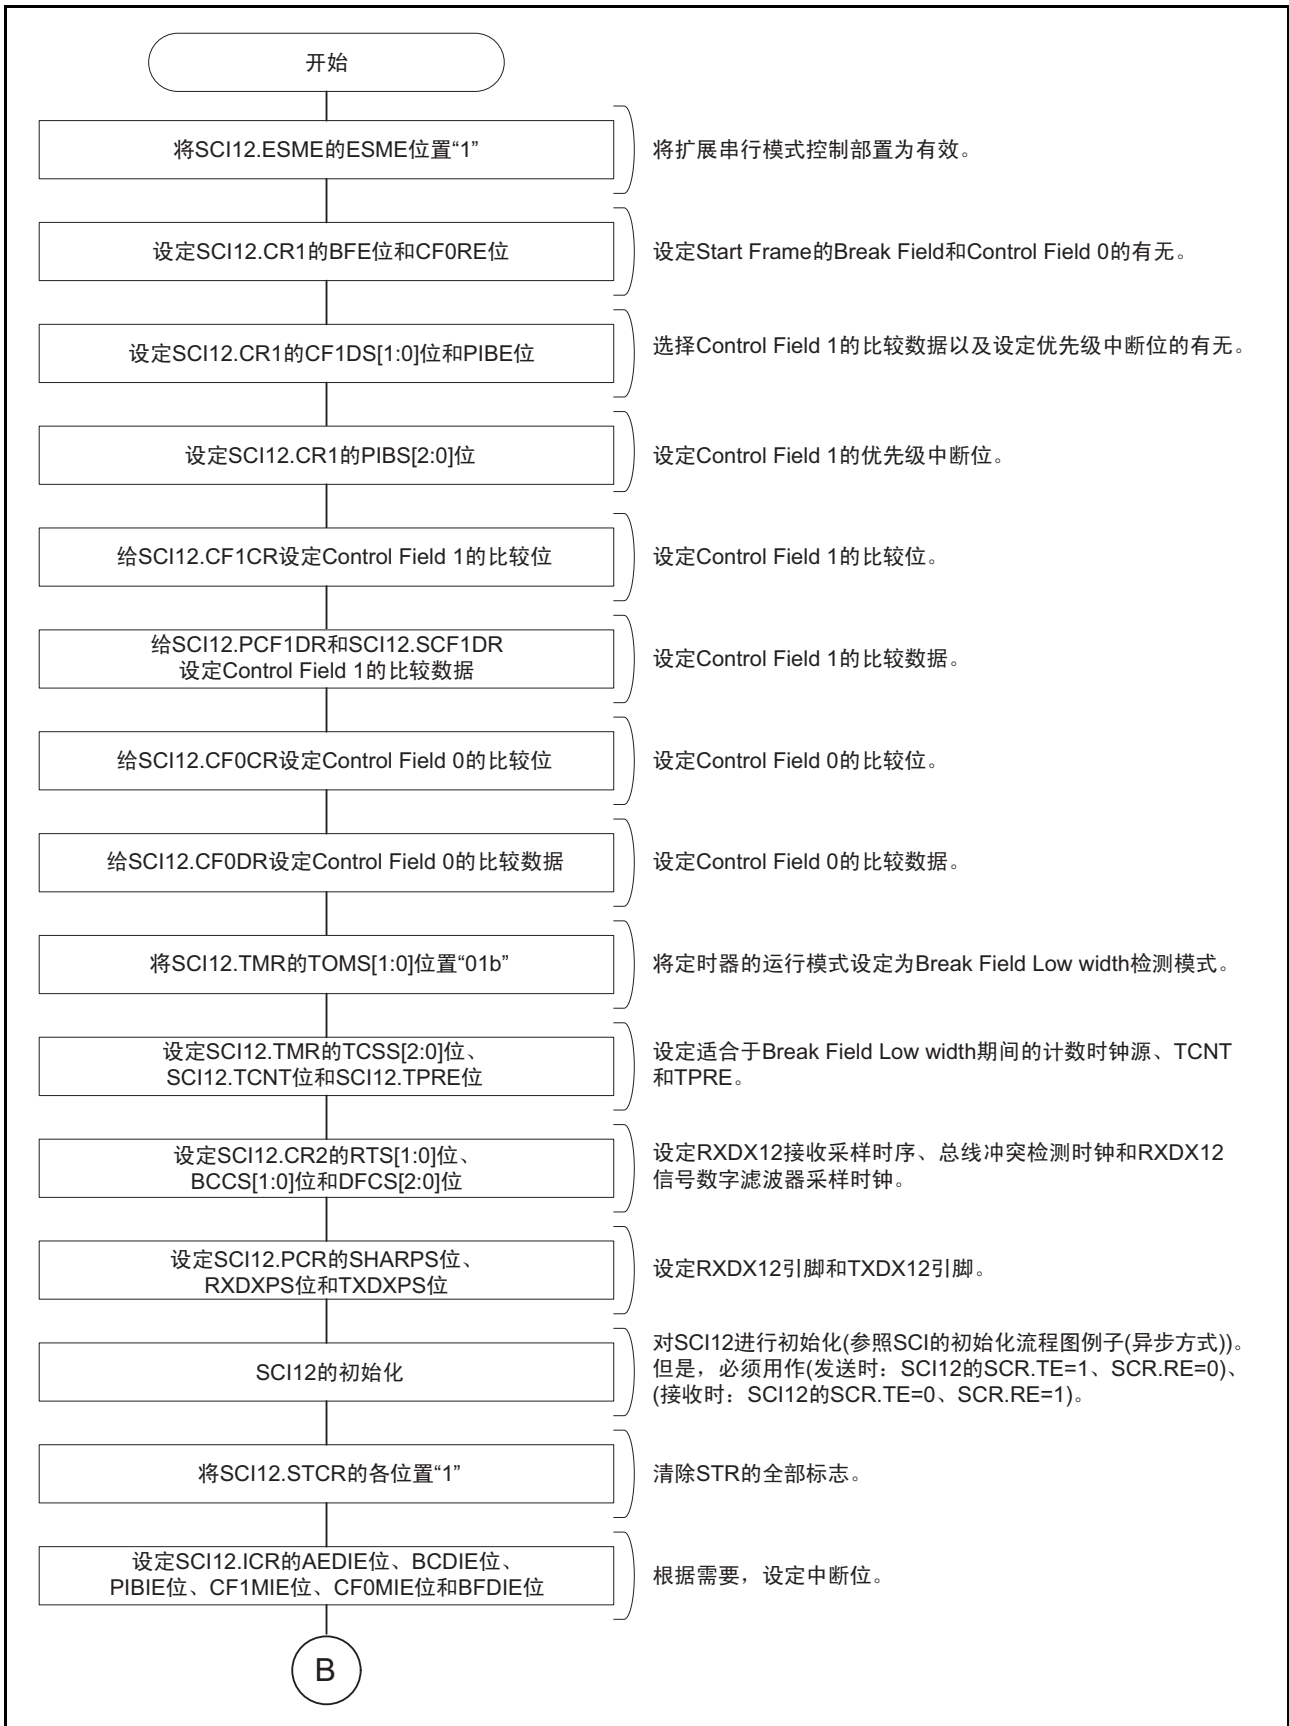 开始
将SCI12.ESME的ESME位置“1”
将扩展串行模式控制部置为有效。
设定SCI12.CR1的BFE位和CF0RE位
设定Start Frame的Break Field和Control Field 0的有无。
设定SCI12.CR1的CF1DS[1:0]位和PIBE位
选择Control Field 1的比较数据以及设定优先级中断位的有无。
设定SCI12.CR1的PIBS[2:0]位
设定Control Field 1的优先级中断位。
给SCI12.CF1CR设定Control Field 1的比较位
设定Control Field 1的比较位。
给SCI12.PCF1DR和SCI12.SCF1DR
设定Control Field 1的比较数据
设定Control Field 1的比较数据。
给SCI12.CF0CR设定Control Field 0的比较位
设定Control Field 0的比较位。
给SCI12.CF0DR设定Control Field 0的比较数据
设定Control Field 0的比较数据。
将SCI12.TMR的TOMS[1:0]位置“01b”
将定时器的运行模式设定为Break Field Low width检测模式。
设定SCI12.TMR的TCSS[2:0]位、
SCI12.TCNT位和SCI12.TPRE位
设定适合于Break Field Low width期间的计数时钟源、TCNT
和TPRE。
设定SCI12.CR2的RTS[1:0]位、
BCCS[1:0]位和DFCS[2:0]位
设定RXDX12接收采样时序、总线冲突检测时钟和RXDX12
信号数字滤波器采样时钟。
设定SCI12.PCR的SHARPS位、
RXDXPS位和TXDXPS位
设定RXDX12引脚和TXDX12引脚。
SCI12的初始化
对SCI12进行初始化(参照SCI的初始化流程图例子(异步方式))。
但是，必须用作(发送时：SCI12的SCR.TE=1、SCR.RE=0)、
(接收时：SCI12的SCR.TE=0、SCR.RE=1)。
将SCI12.STCR的各位置“1”
清除STR的全部标志。
设定SCI12.ICR的AEDIE位、BCDIE位、
PIBIE位、CF1MIE位、CF0MIE位和BFDIE位
根据需要，设定中断位。
B